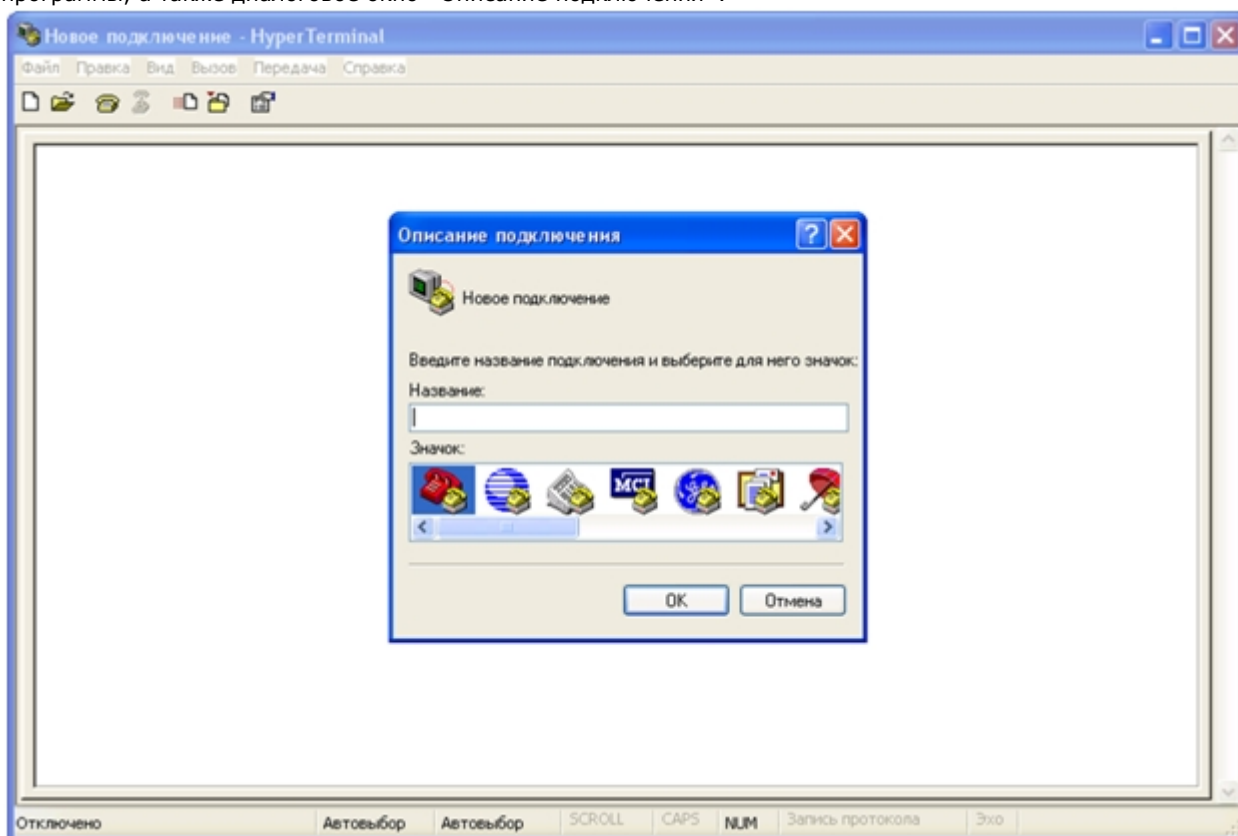 программы, а также диалоговое окно "Описание подключения".
Новое подключение - HyperTerminal
Файл Правка Вид Вызов Передача Справка
Описание подключения
Новое подключение
Введите название подключения и выберите для него значок:
Название:
Значок:
MCI
ОК Отмена
Отключено Автовыбор Автовыбор SCROLL CAPS NUM Запись протокола Эхо